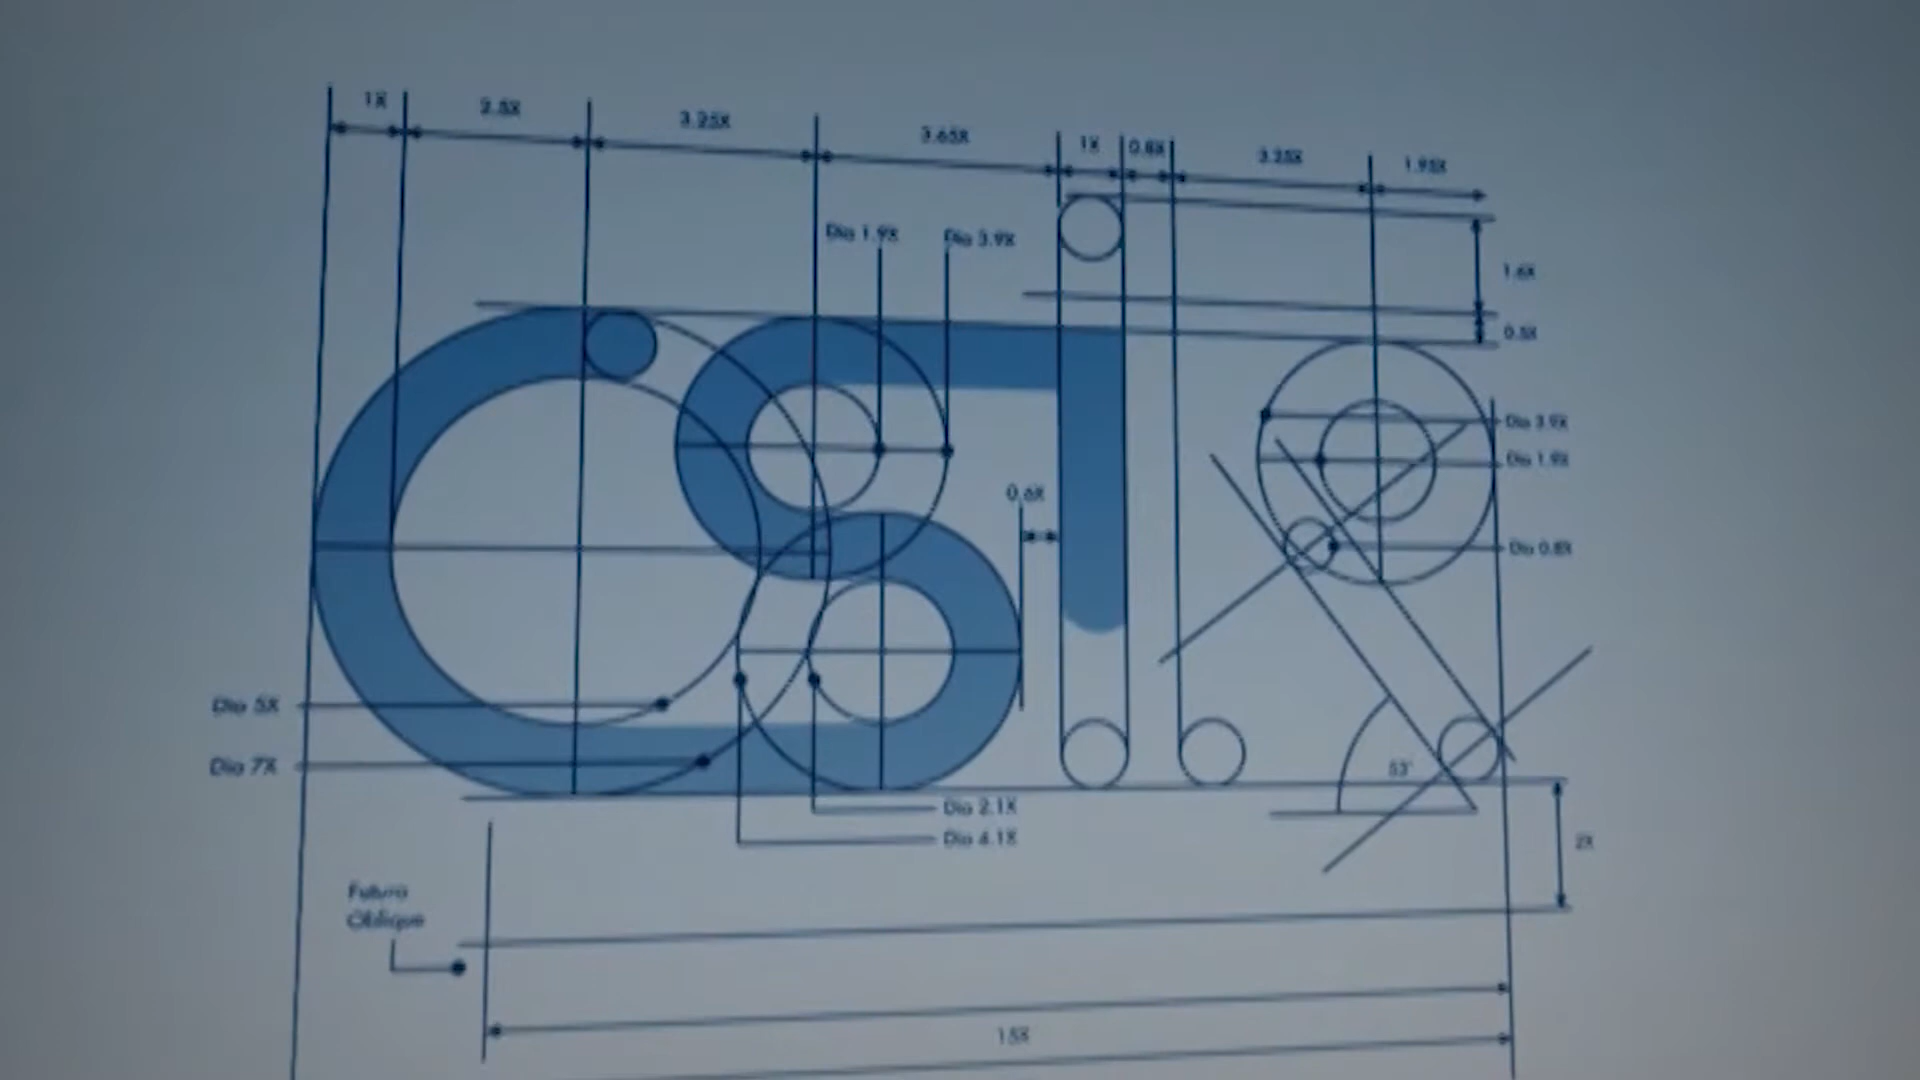 1X 2.5X 3.25X 3.65X 1X 0.8X 3.25X 1.95X
Dia 1.9X Dia 3.9X
1.6X
0.5X
Dia 3.9X
Dia 1.9X
0.6X
Dia 0.8X
Dia 5X
Dia 7X
53°
Dia 2.1X
Dia 4.1X
2X
Futura
Oblique
15X